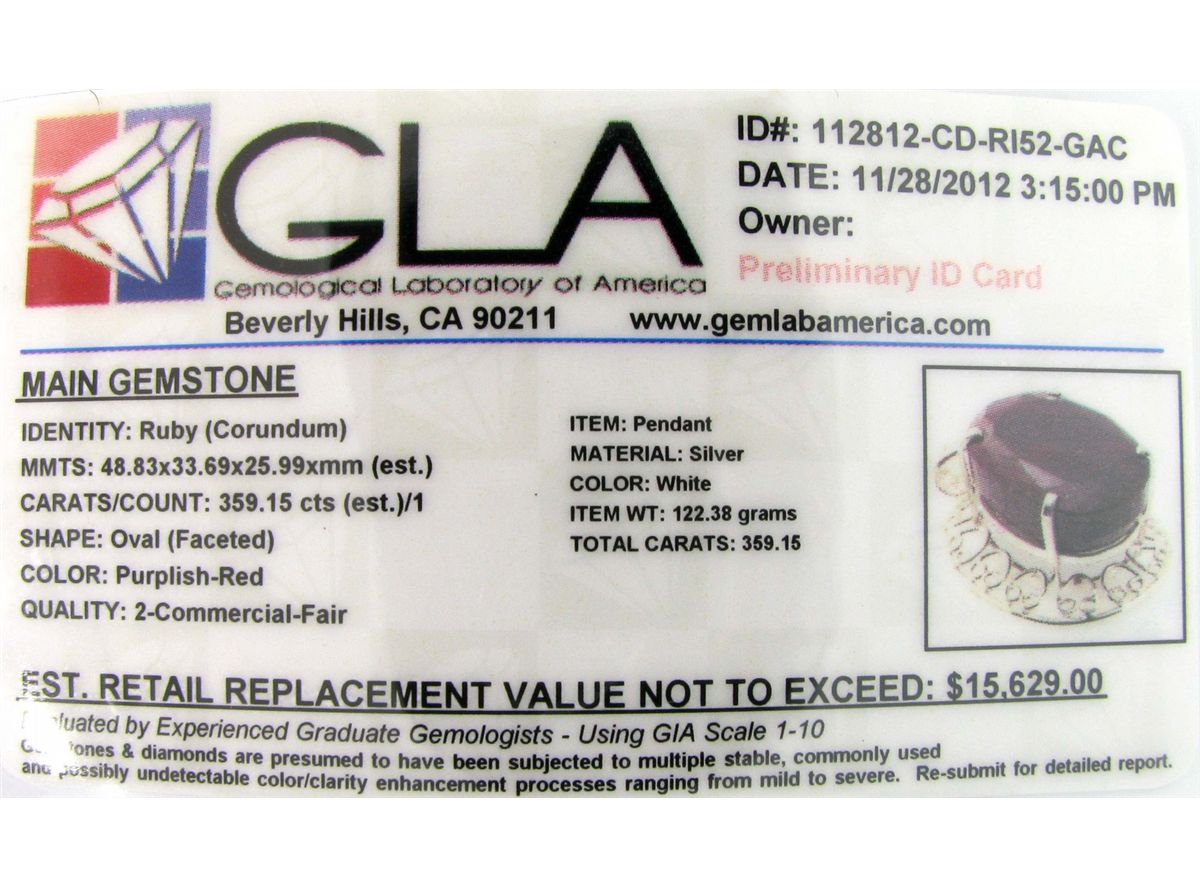 GLA
Gemological Laboratory of America
Beverly Hills, CA 90211 www.gemlabamerica.com
ID#: 112812-CD-RI52-GAC
DATE: 11/28/2012 3:15:00 PM
Owner:
Preliminary ID Card
MAIN GEMSTONE
IDENTITY: Ruby (Corundum)
MMTS: 48.83x33.69x25.99xmm (est.)
CARATS/COUNT: 359.15 cts (est.)/1
SHAPE: Oval (Faceted)
COLOR: Purplish-Red
QUALITY: 2-Commercial-Fair
ITEM: Pendant
MATERIAL: Silver
COLOR: White
ITEM WT: 122.38 grams
TOTAL CARATS: 359.15
EST. RETAIL REPLACEMENT VALUE NOT TO EXCEED: $15,629.00
Evaluated by Experienced Graduate Gemologists - Using GIA Scale 1-10
Gemstones & diamonds are presumed to have been subjected to multiple stable, commonly used
and possibly undetectable color/clarity enhancement processes ranging from mild to severe. Re-submit for detailed report.